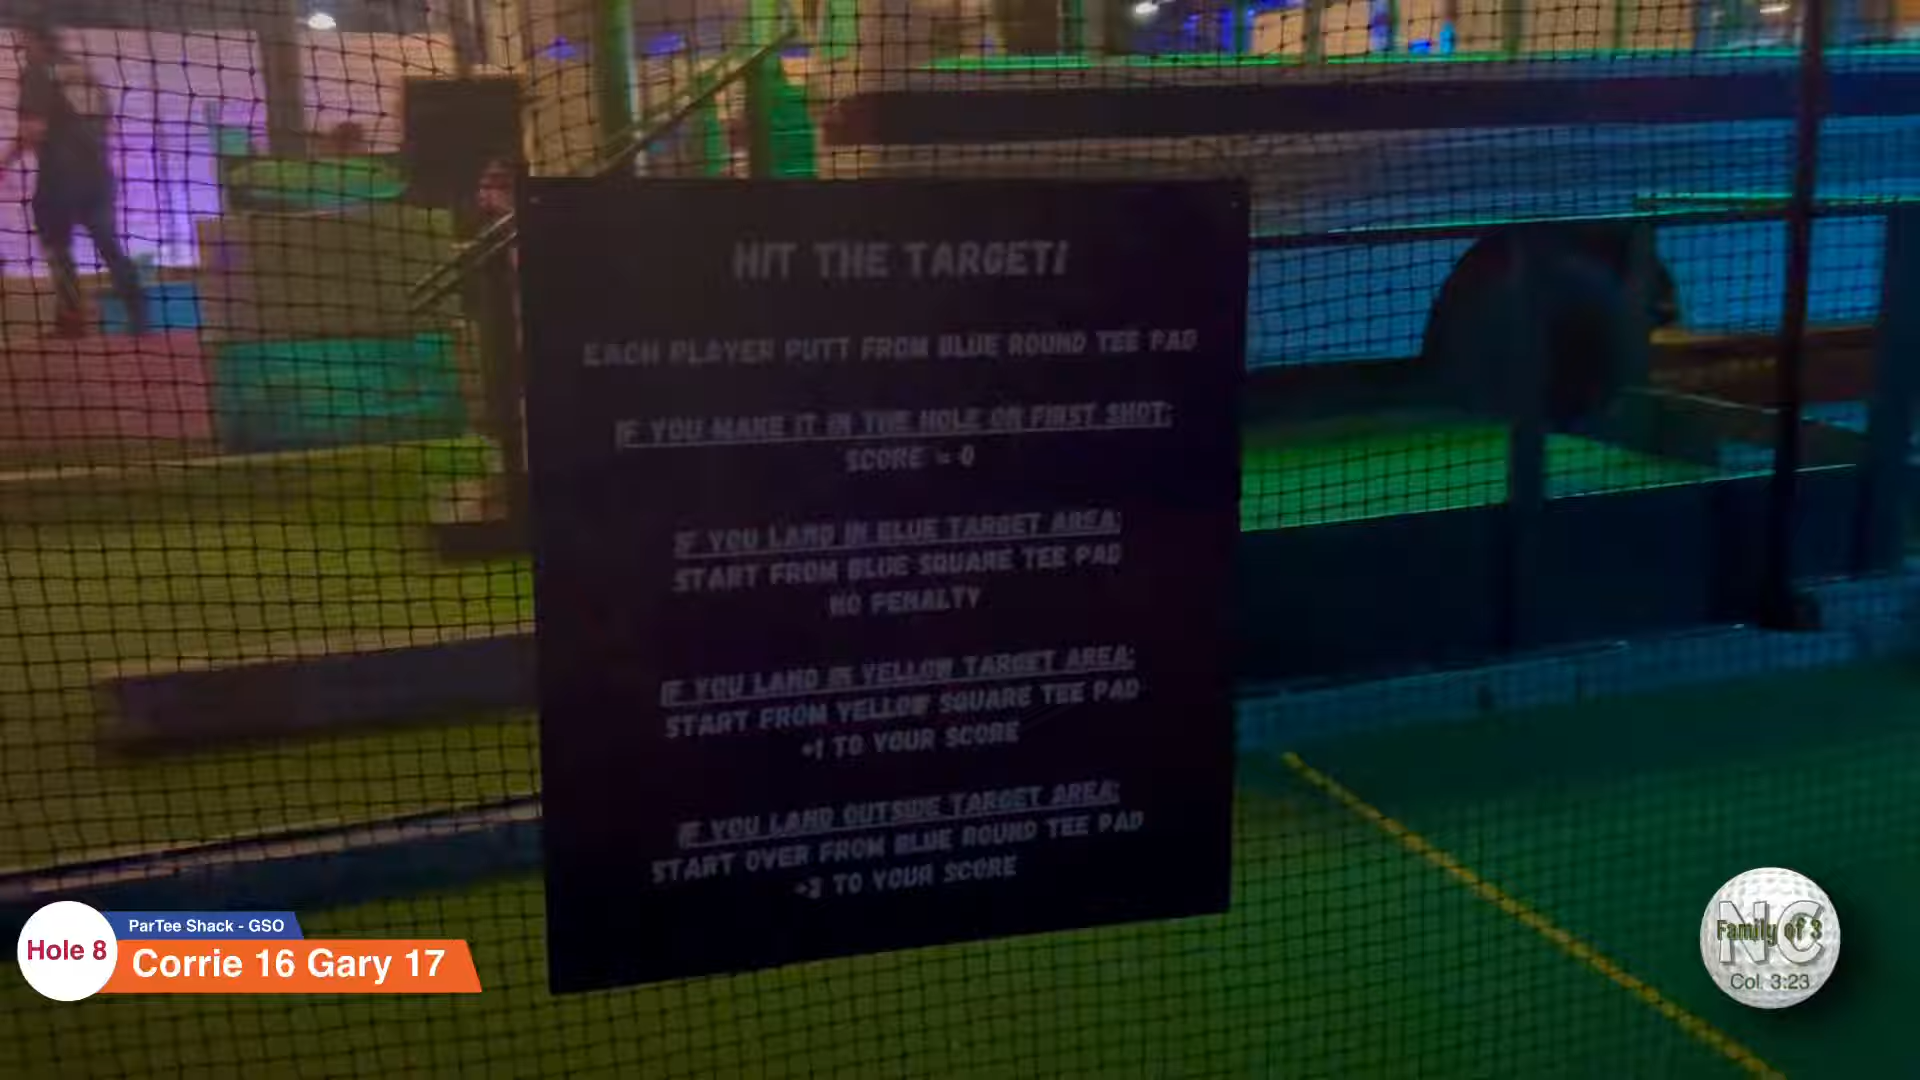 HIT THE TARGET!
EACH PLAYER PUTT FROM BLUE ROUND TEE PAD
IF YOU MAKE IT IN THE HOLE ON FIRST SHOT:
SCORE = 0
IF YOU LAND IN BLUE TARGET AREA:
START FROM BLUE SQUARE TEE PAD
NO PENALTY
IF YOU LAND IN YELLOW TARGET AREA:
START FROM YELLOW SQUARE TEE PAD
+1 TO YOUR SCORE
IF YOU LAND OUTSIDE TARGET AREA:
START OVER FROM BLUE ROUND TEE PAD
TO YOUR SCORE
ParTee Shack - GSO
Hole 8
Corrie 16 Gary 17
NC
Family of 3
Col. 3:23